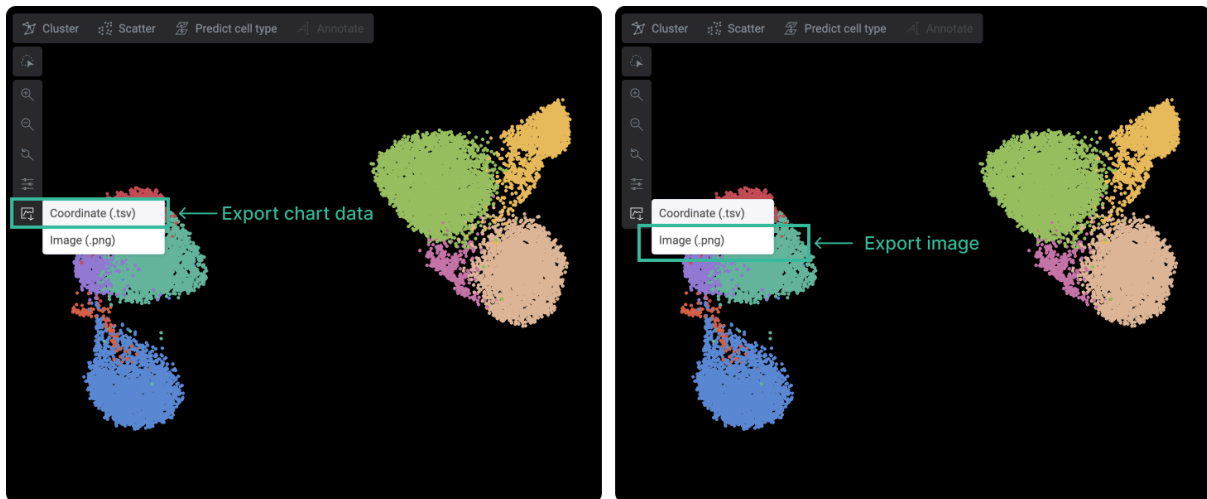 Cluster Scatter Predict cell type Annotate
Coordinate (.tsv)
Export chart data
Image (.png)
Cluster Scatter Predict cell type Annotate
Coordinate (.tsv)
Image (.png)
Export image